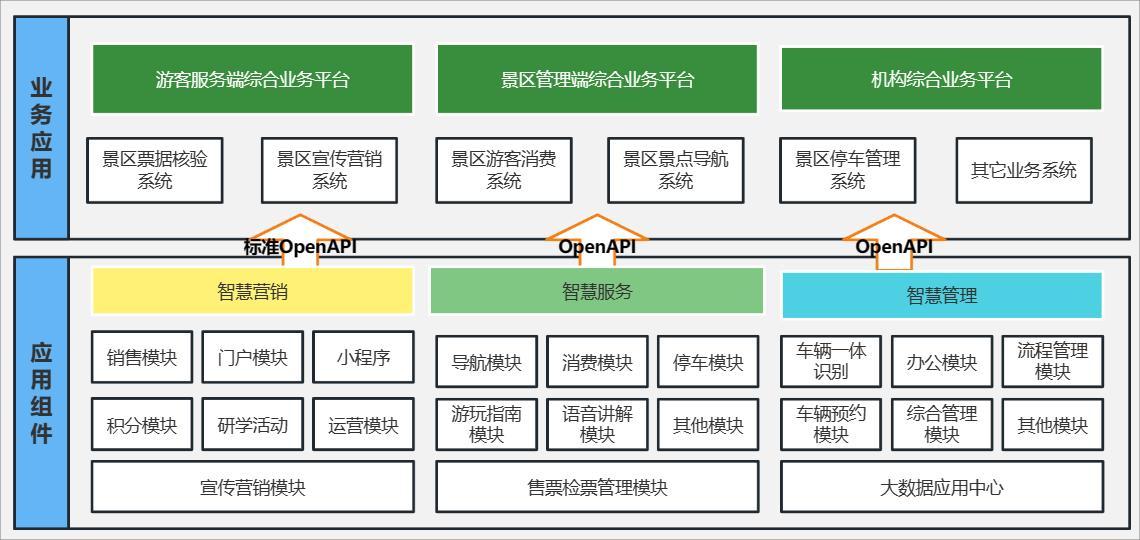 业务应用
游客服务端综合业务平台
景区管理端综合业务平台
机构综合业务平台
景区票据核验
系统
景区宣传营销
系统
景区游客消费
系统
景区景点导航
系统
景区停车管理
系统
其它业务系统
标准OpenAPI
OpenAPI
OpenAPI
应用组件
智慧营销
智慧服务
智慧管理
销售模块
门户模块
小程序
导航模块
消费模块
停车模块
车辆一体
识别
办公模块
流程管理
模块
积分模块
研学活动
运营模块
游玩指南
模块
语音讲解
模块
其他模块
车辆预约
模块
综合管理
模块
其他模块
宣传营销模块
售票检票管理模块
大数据应用中心